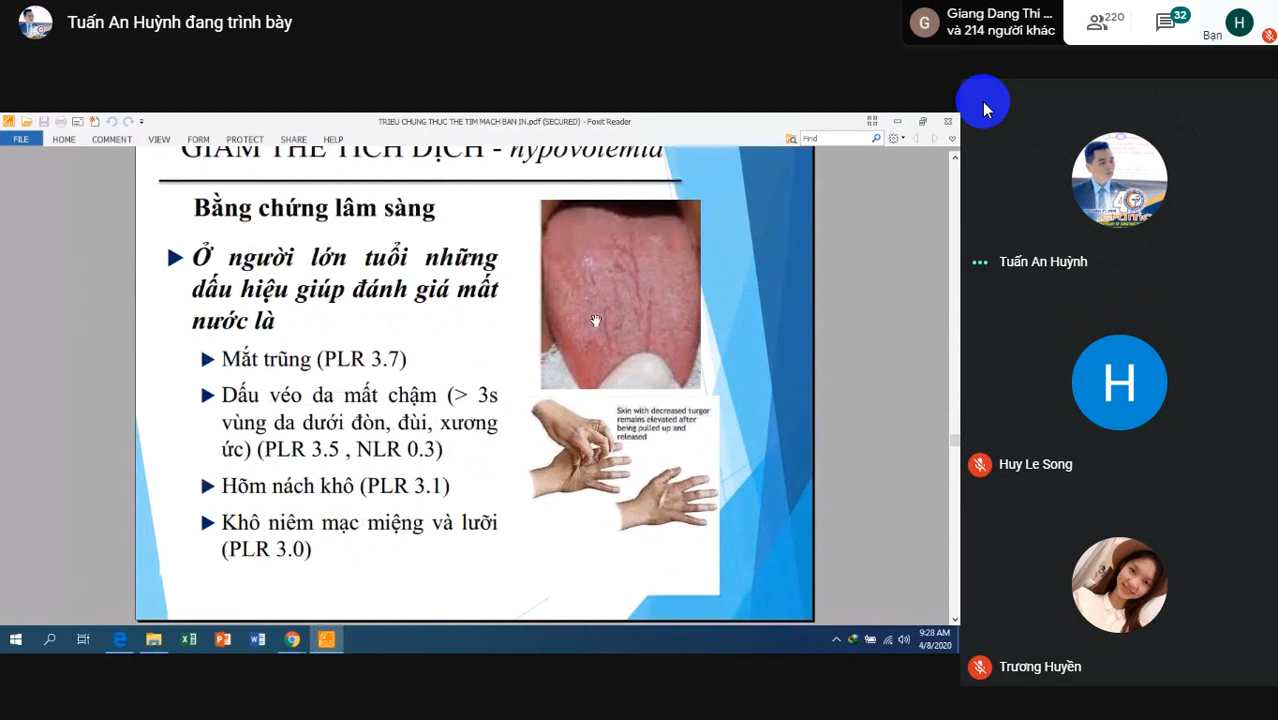 Tuấn An Huỳnh đang trình bày
Giang Dang Thi ...
và 214 người khác
G
220
32
Bạn
H
TRIEU CHUNG THUC THE TIM MACH BAN IN.pdf (SECURED) - Foxit Reader
FILE HOME COMMENT VIEW FORM PROTECT SHARE HELP
Find
GIẢM THỂ TÍCH DỊCH - hypovolemia
Bằng chứng lâm sàng
Ở người lớn tuổi những
dấu hiệu giúp đánh giá mất
nước là
Mắt trũng (PLR 3.7)
Dấu véo da mất chậm (> 3s
vùng da dưới đòn, đùi, xương
ức) (PLR 3.5 , NLR 0.3)
Hõm nách khô (PLR 3.1)
Khô niêm mạc miệng và lưỡi
(PLR 3.0)
Skin with decreased turgor
remains elevated after
being pulled up and
released
9:28 AM
4/8/2020
Tuấn An Huỳnh
H
Huy Le Song
Trương Huyền